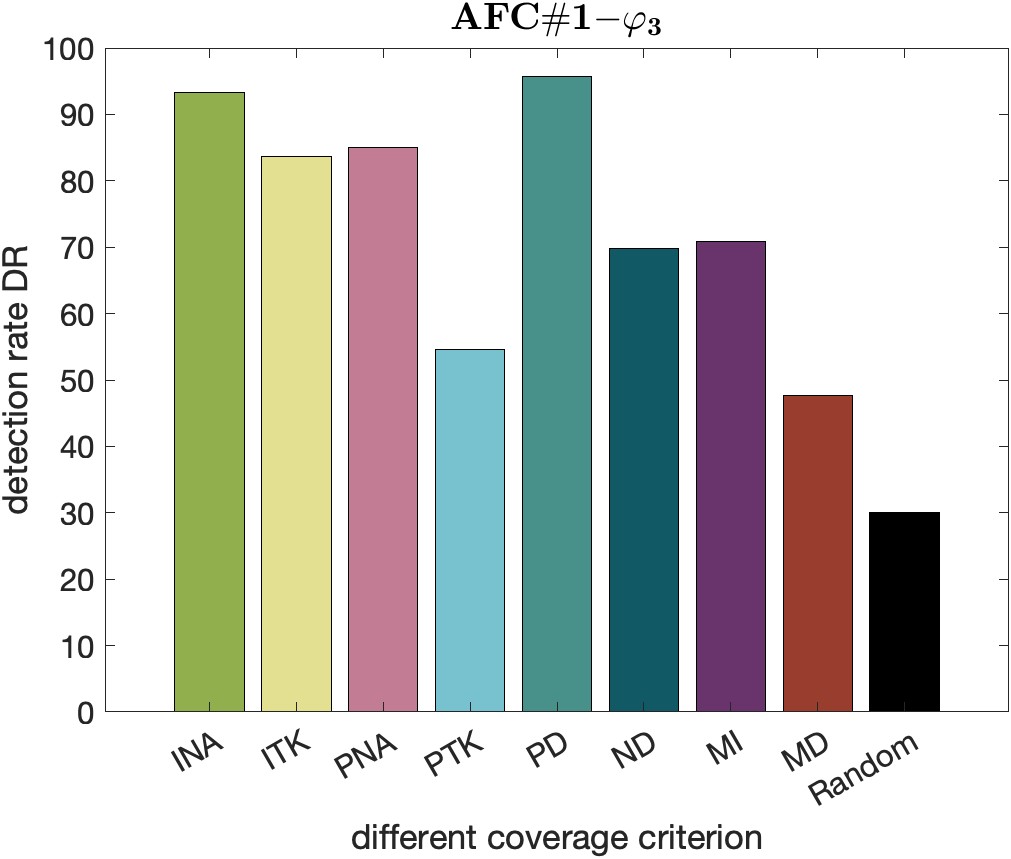 AFC#1−φ₃
100
90
80
70
60
50
40
30
20
10
0
detection rate DR
INA ITK PNA PTK PD ND MI MD Random
different coverage criterion